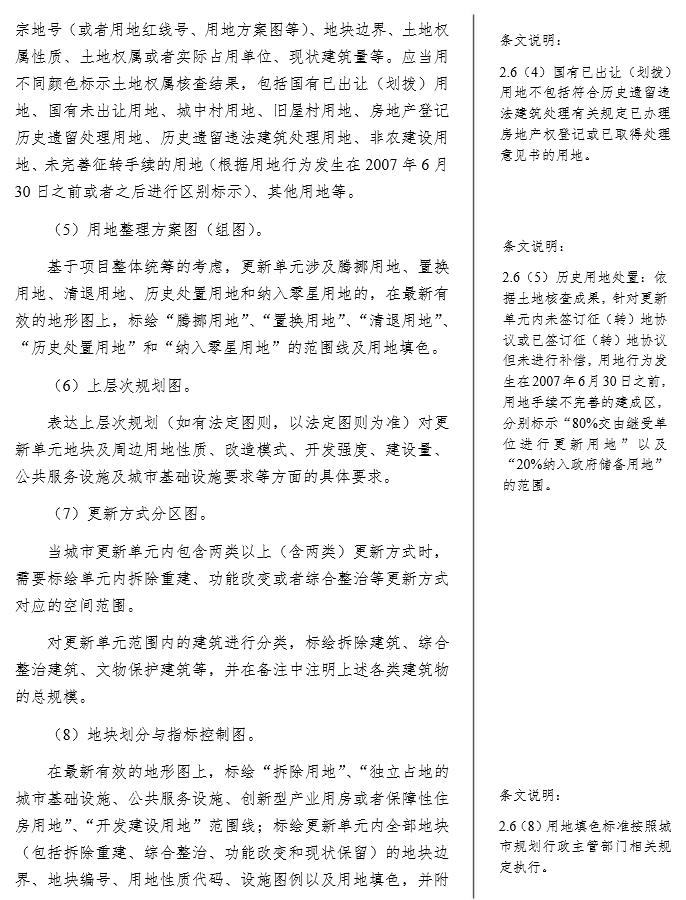 宗地号（或者用地红线号、用地方案图等）、地块边界、土地权
属性质、土地权属或者实际占用单位、现状建筑量等。应当用
不同颜色标示土地权属核查结果，包括国有已出让（划拨）用
地、国有未出让用地、城中村用地、旧屋村用地、房地产登记
历史遗留处理用地、历史遗留违法建筑处理用地、非农建设用
地、未完善征转手续的用地（根据用地行为发生在 2007 年 6 月
30 日之前或者之后进行区别标示）、其他用地等。
（5）用地整理方案图（组图）。
基于项目整体统筹的考虑，更新单元涉及腾挪用地、置换
用地、清退用地、历史处置用地和纳入零星用地的，在最新有
效的地形图上，标绘“腾挪用地”、“置换用地”、“清退用地”、
“历史处置用地”和“纳入零星用地”的范围线及用地填色。
（6）上层次规划图。
表达上层次规划（如有法定图则，以法定图则为准）对更
新单元地块及周边用地性质、改造模式、开发强度、建设量、
公共服务设施及城市基础设施要求等方面的具体要求。
（7）更新方式分区图。
当城市更新单元内包含两类以上（含两类）更新方式时，
需要标绘单元内拆除重建、功能改变或者综合整治等更新方式
对应的空间范围。
对更新单元范围内的建筑进行分类，标绘拆除建筑、综合
整治建筑、文物保护建筑等，并在备注中注明上述各类建筑物
的总规模。
（8）地块划分与指标控制图。
在最新有效的地形图上，标绘“拆除用地”、“独立占地的
城市基础设施、公共服务设施、创新型产业用房或者保障性住
房用地”、“开发建设用地”范围线；标绘更新单元内全部地块
（包括拆除重建、综合整治、功能改变和现状保留）的地块边
界、地块编号、用地性质代码、设施图例以及用地填色，并附
条文说明：
2.6（4）国有已出让（划拨）
用地不包括符合历史遗留违
法建筑处理有关规定已办理
房地产权登记或已取得处理
意见书的用地。
条文说明：
2.6（5）历史用地处置：依
据土地核查成果，针对更新
单元内未签订征（转）地协
议或已签订征（转）地协议
但未进行补偿，用地行为发
生在2007年6月30日之前，
用地手续不完善的建成区，
分别标示“80%交由继受单
位进行更新用地”以及
“20%纳入政府储备用地”
的范围。
条文说明：
2.6（8）用地填色标准按照城
市规划行政主管部门相关规
定执行。